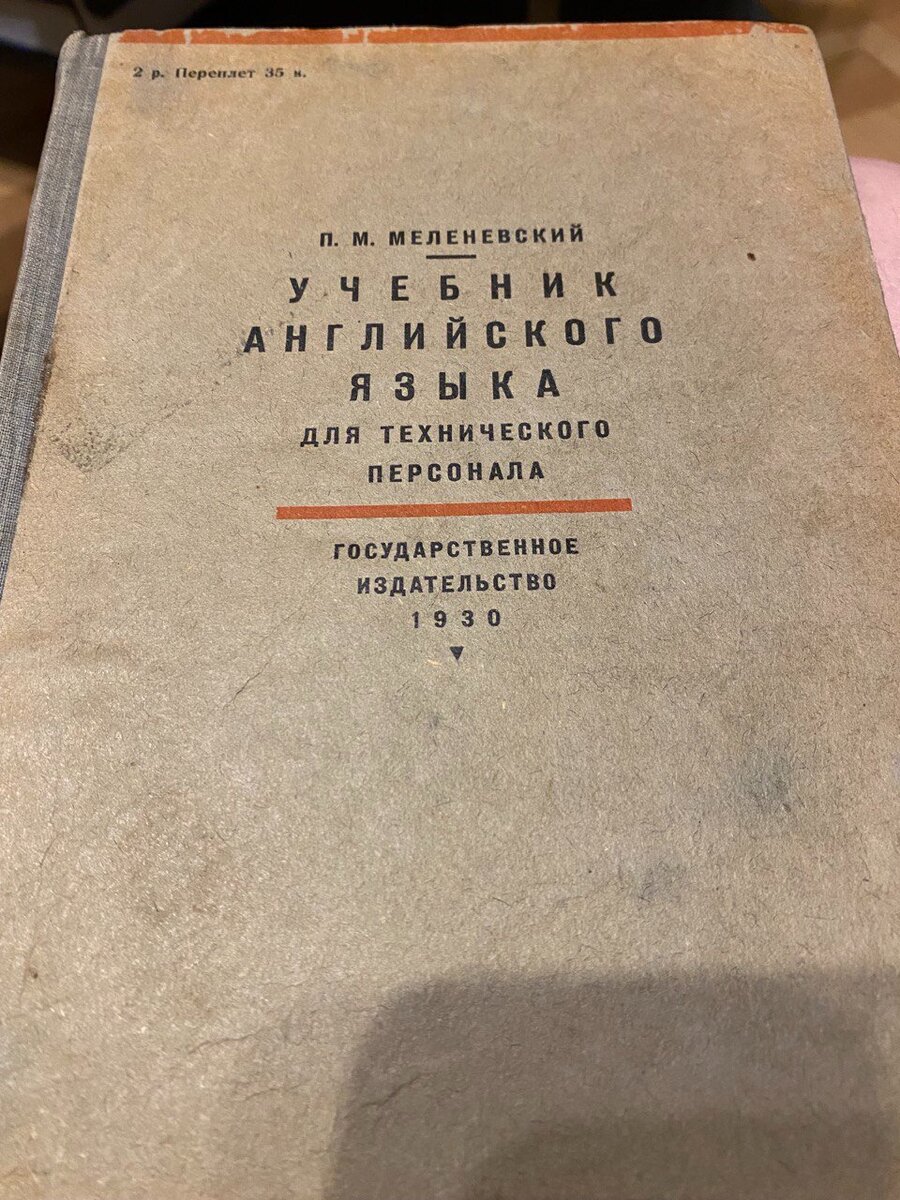 2 р. Переплет 35 к.
П. М. МЕЛЕНЕВСКИЙ
УЧЕБНИК
АНГЛИЙСКОГО
ЯЗЫКА
ДЛЯ ТЕХНИЧЕСКОГО
ПЕРСОНАЛА
ГОСУДАРСТВЕННОЕ
ИЗДАТЕЛЬСТВО
1930